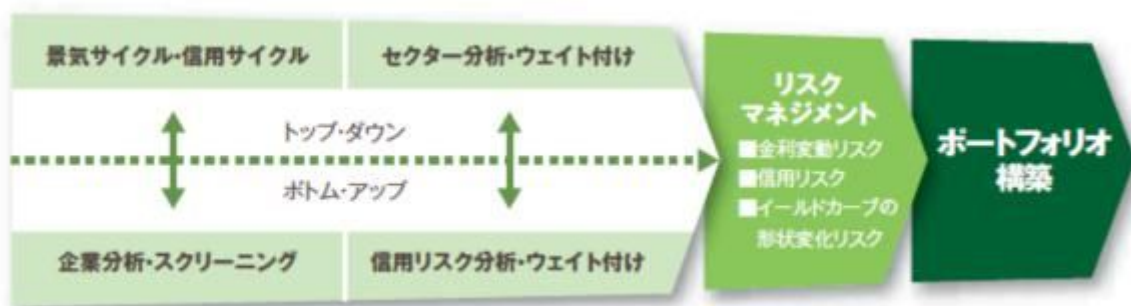 景気サイクル・信用サイクル
セクター分析・ウェイト付け
トップ・ダウン
ボトム・アップ
企業分析・スクリーニング
信用リスク分析・ウェイト付け
リスク
マネジメント
■金利変動リスク
■信用リスク
■イールドカーブの
形状変化リスク
ポートフォリオ
構築